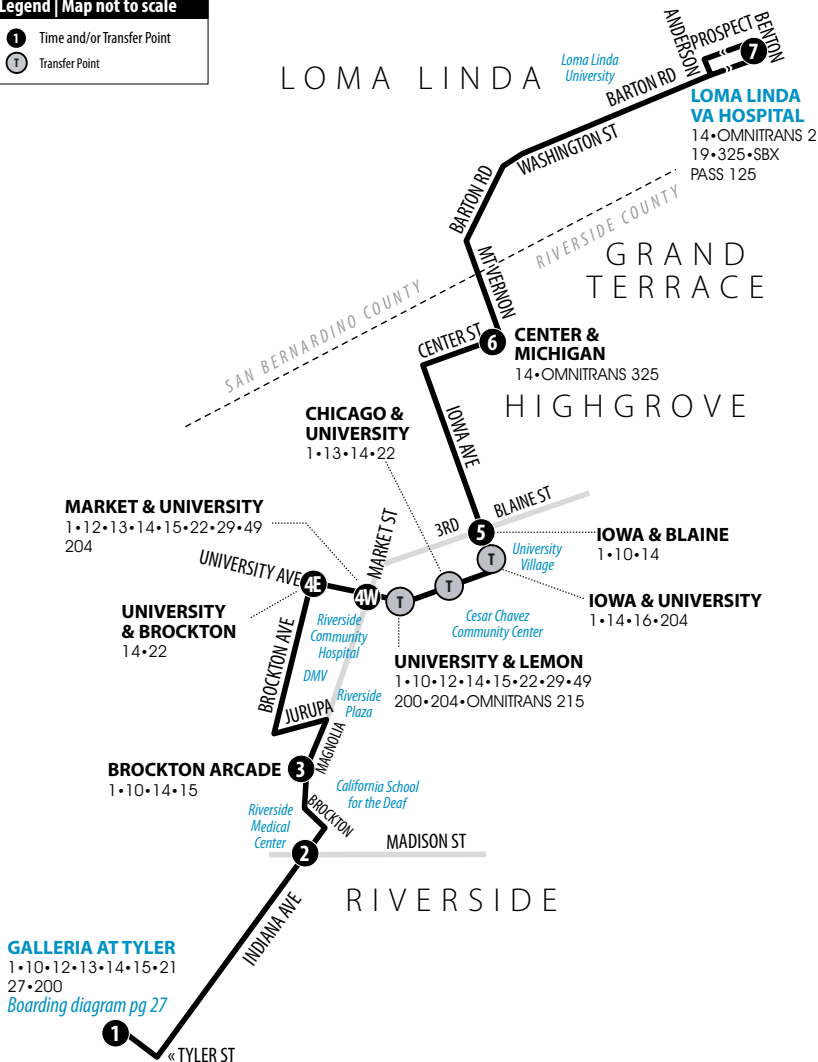 Legend | Map not to scale
1 Time and/or Transfer Point
T Transfer Point
LOMA LINDA
Loma Linda
University
ANDERSON
PROSPECT
BENTON
7
BARTON RD
LOMA LINDA
VA HOSPITAL
14•OMNITRANS 2
19•325•SBX
PASS 125
WASHINGTON ST
BARTON RD
RIVERSIDE COUNTY
SAN BERNARDINO COUNTY
MT VERNON
GRAND
TERRACE
CENTER ST
6
CENTER &
MICHIGAN
14•OMNITRANS 325
HIGHGROVE
IOWA AVE
CHICAGO &
UNIVERSITY
1•13•14•22
MARKET & UNIVERSITY
1•12•13•14•15•22•29•49
204
MARKET ST
3RD
BLAINE ST
5
IOWA & BLAINE
1•10•14
University
Village
T
IOWA & UNIVERSITY
1•14•16•204
UNIVERSITY AVE
4E
4W
T
T
UNIVERSITY
& BROCKTON
14•22
Riverside
Community
Hospital
Cesar Chavez
Community Center
UNIVERSITY & LEMON
1•10•12•14•15•22•29•49
200•204•OMNITRANS 215
BROCKTON AVE
DMV
Riverside
Plaza
JURUPA
MAGNOLIA
BROCKTON ARCADE
1•10•14•15
3
California School
for the Deaf
BROCKTON
Riverside
Medical
Center
2
MADISON ST
RIVERSIDE
INDIANA AVE
GALLERIA AT TYLER
1•10•12•13•14•15•21
27•200
Boarding diagram pg 27
1
« TYLER ST